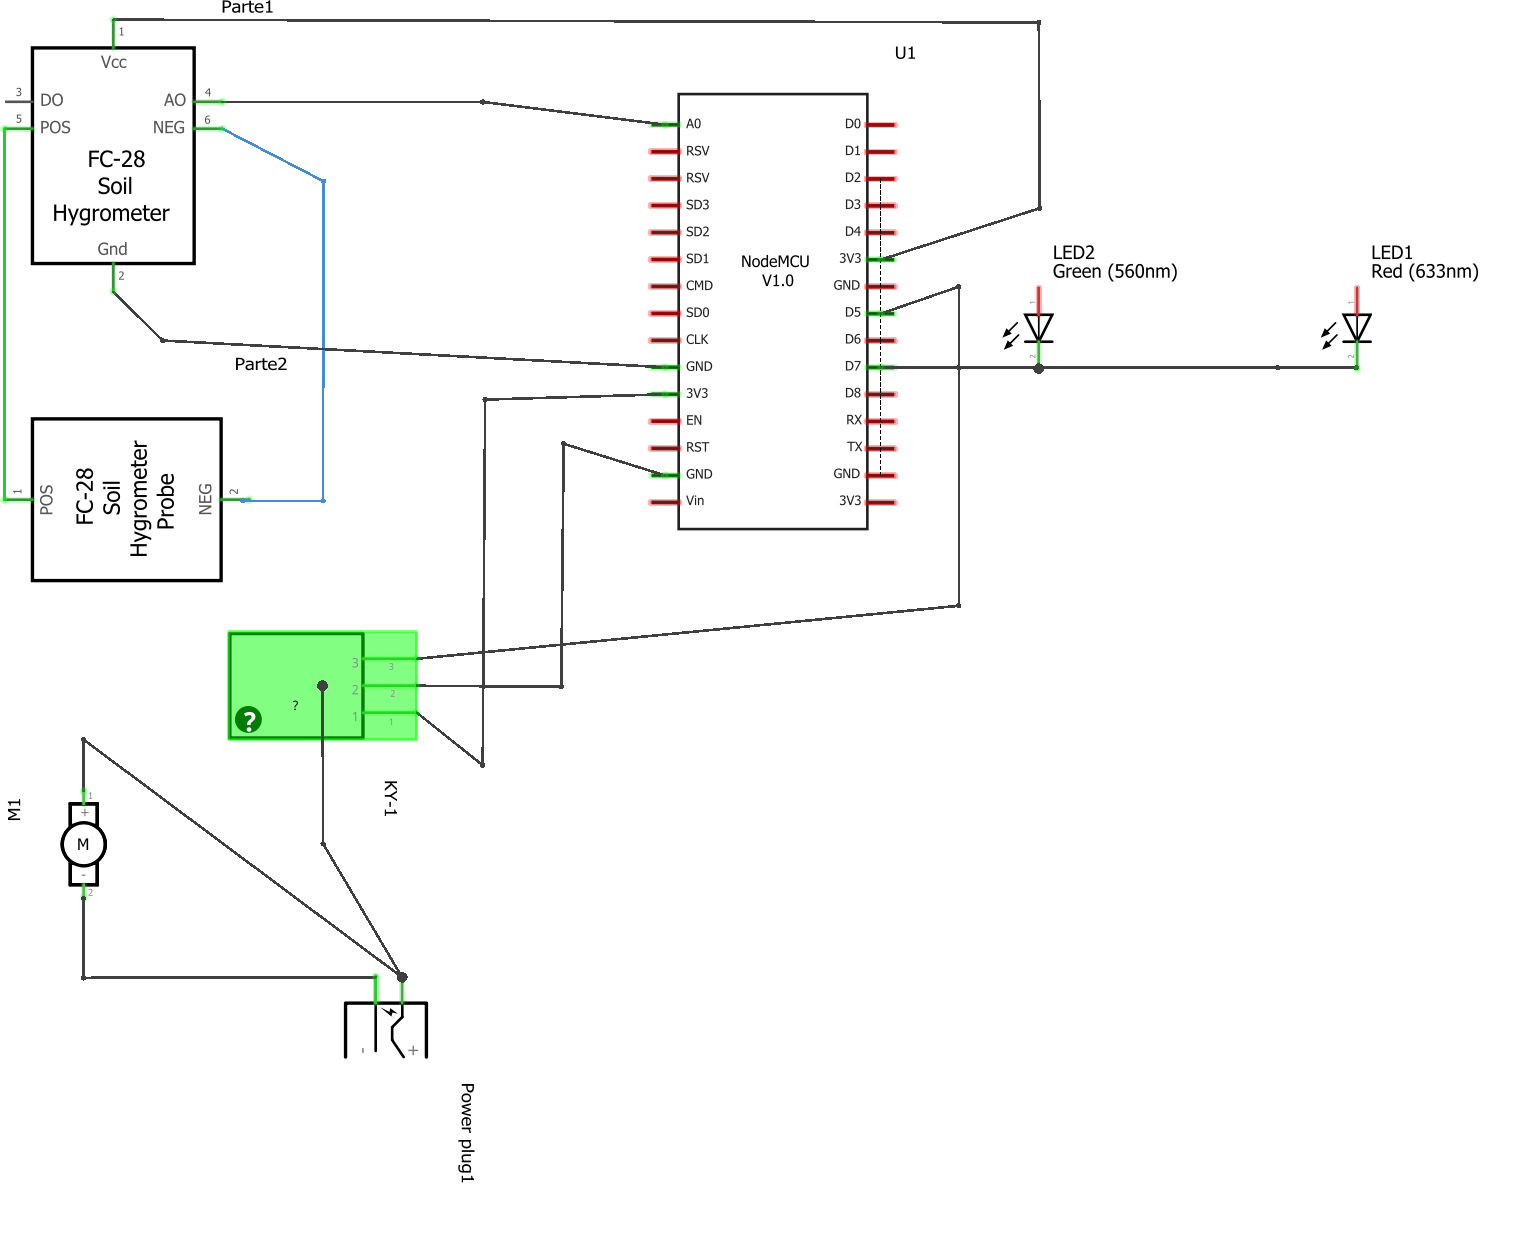 Parte1
1
Vcc
3
DO
AO
4
5
POS
NEG
6
FC-28
Soil
Hygrometer
Gnd
2
Parte2
1
POS
FC-28
Soil
Hygrometer
Probe
NEG
2
U1
A0
RSV
RSV
SD3
SD2
SD1
CMD
SD0
CLK
GND
3V3
EN
RST
GND
Vin
NodeMCU
V1.0
D0
D1
D2
D3
D4
3V3
GND
D5
D6
D7
D8
RX
TX
GND
3V3
LED2
Green (560nm)
1
2
LED1
Red (633nm)
1
2
3
3
2
2
1
1
?
?
KY-1
M1
1
+
M
-
2
-
+
Power plug1